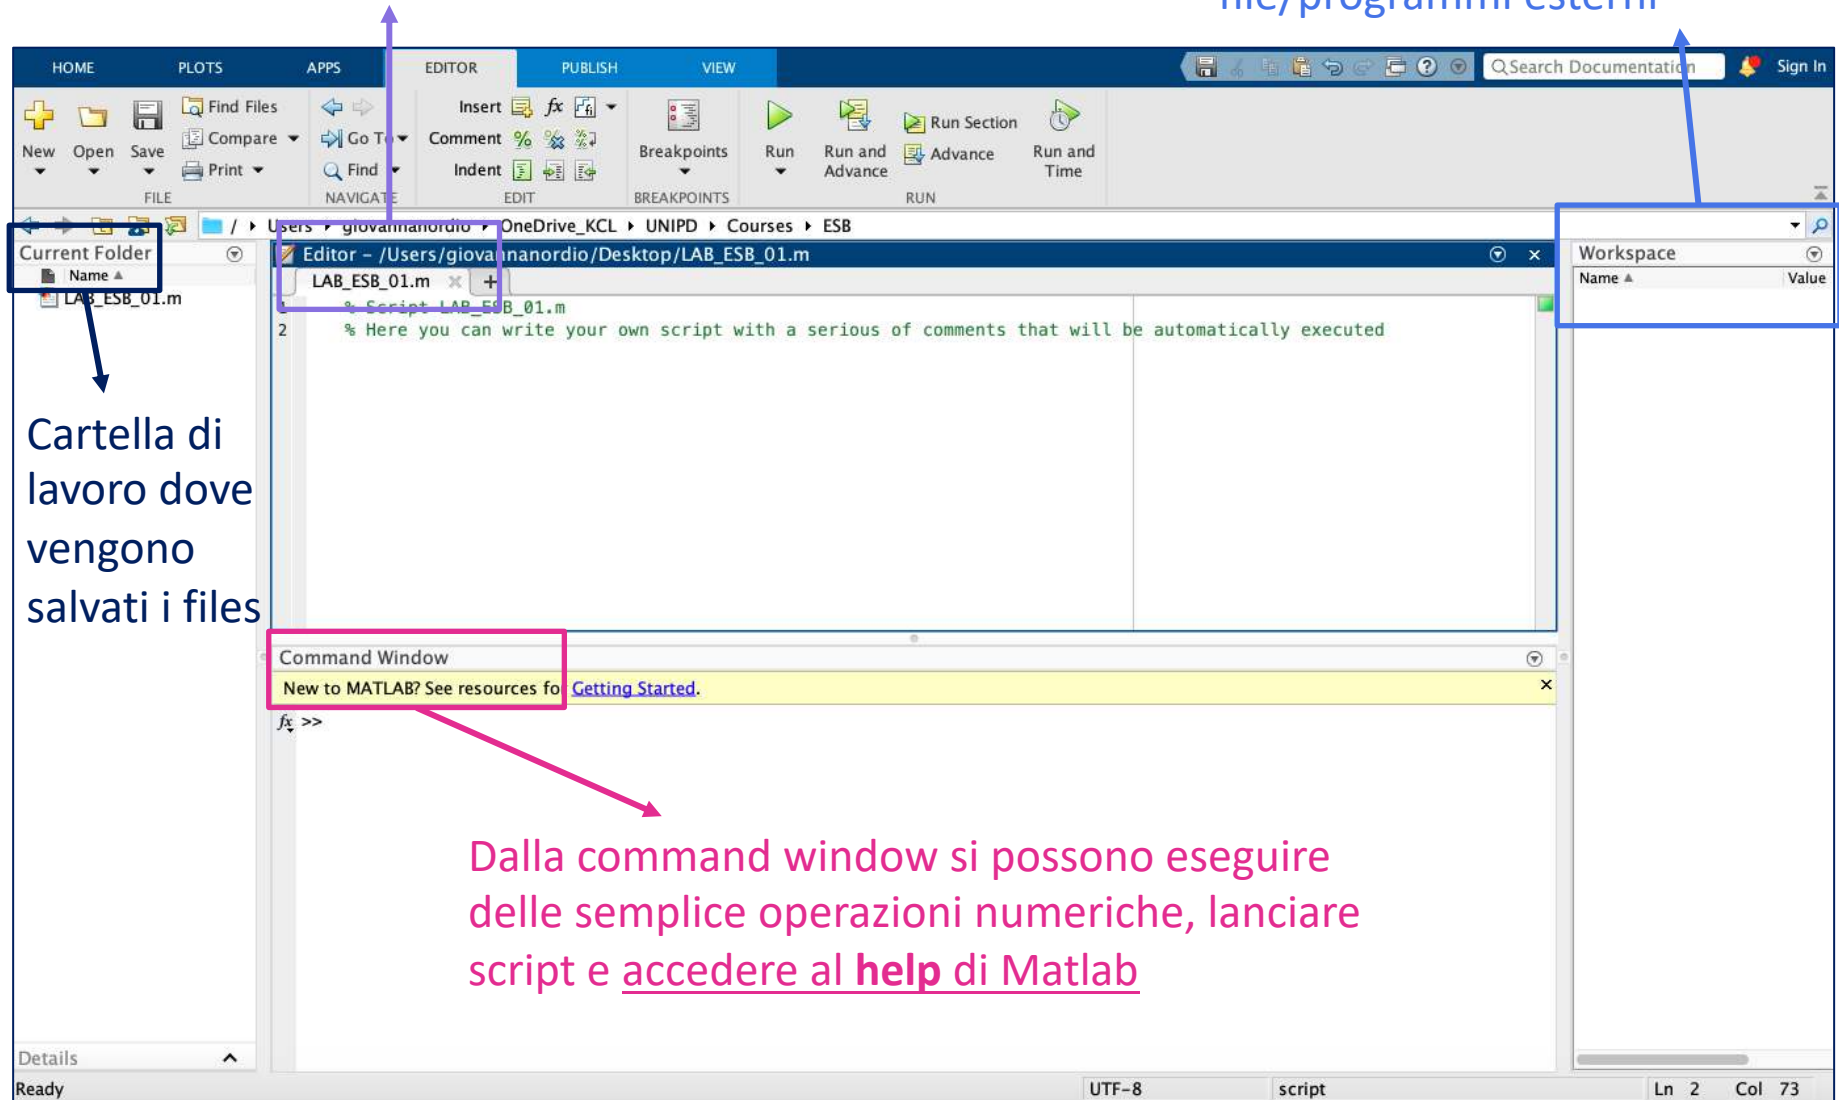 file/programmi esterni
HOME PLOTS APPS EDITOR PUBLISH VIEW Search Documentation Sign In
Find Files Insert fx
New Open Save Compare Go To Comment Breakpoints Run Run and Advance Run Section Advance Run and Time
Print Find Indent
FILE NAVIGATE EDIT BREAKPOINTS RUN
/ Users giovannanordio OneDrive_KCL UNIPD Courses ESB
Current Folder
Name
LAB_ESB_01.m
Editor – /Users/giovannanordio/Desktop/LAB_ESB_01.m
LAB_ESB_01.m +
1 % Script LAB_ESB_01.m
2 % Here you can write your own script with a serious of comments that will be automatically executed
Workspace
Name Value
Cartella di
lavoro dove
vengono
salvati i files
Command Window
New to MATLAB? See resources for Getting Started.
fx >>
Dalla command window si possono eseguire
delle semplice operazioni numeriche, lanciare
script e accedere al help di Matlab
Details
Ready UTF-8 script Ln 2 Col 73